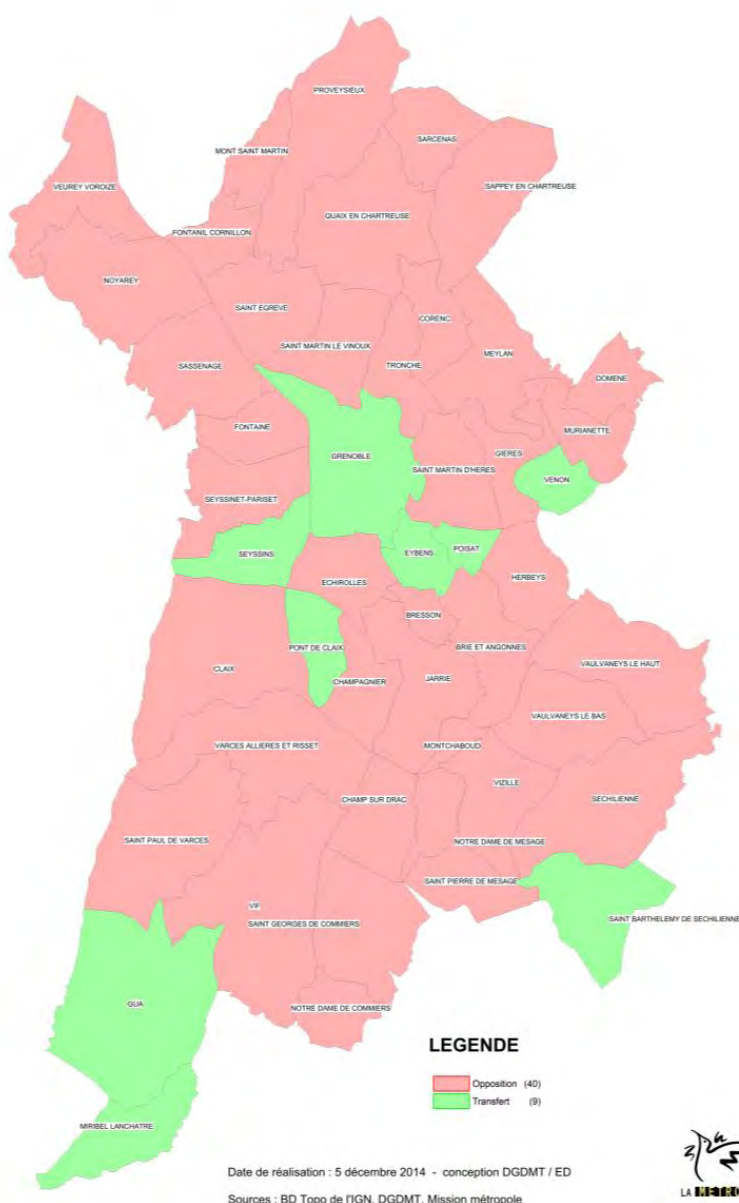 PROVEYSIEUX
SARCENAS
MONT SAINT MARTIN
VEUREY VOROIZE
SAPPEY EN CHARTREUSE
QUAIX EN CHARTREUSE
FONTANIL CORNILLON
NOYAREY
SAINT EGREVE
CORENC
SAINT MARTIN LE VINOUX
MEYLAN
SASSENAGE
TRONCHE
DOMENE
FONTAINE
MURIANETTE
GRENOBLE
GIERES
SAINT MARTIN D'HERES
VENON
SEYSSINET-PARISET
SEYSSINS
EYBENS
POISAT
ECHIROLLES
HERBEYS
BRESSON
PONT DE CLAIX
BRIE ET ANGONNES
VAULVANEYS LE HAUT
CLAIX
CHAMPAGNIER
JARRIE
VAULVANEYS LE BAS
VARCES ALLIERES ET RISSET
MONTCHABOUD
VIZILLE
CHAMP SUR DRAC
SECHILIENNE
SAINT PAUL DE VARCES
NOTRE DAME DE MESAGE
SAINT PIERRE DE MESAGE
VIF
SAINT GEORGES DE COMMIERS
SAINT BARTHELEMY DE SECHILIENNE
GUA
NOTRE DAME DE COMMIERS
MIRIBEL LANCHATRE
LEGENDE
Opposition (40)
Transfert (9)
Date de réalisation : 5 décembre 2014 - conception DGDMT / ED
Sources : BD Topo de l'IGN, DGDMT, Mission métropole
LA METRO